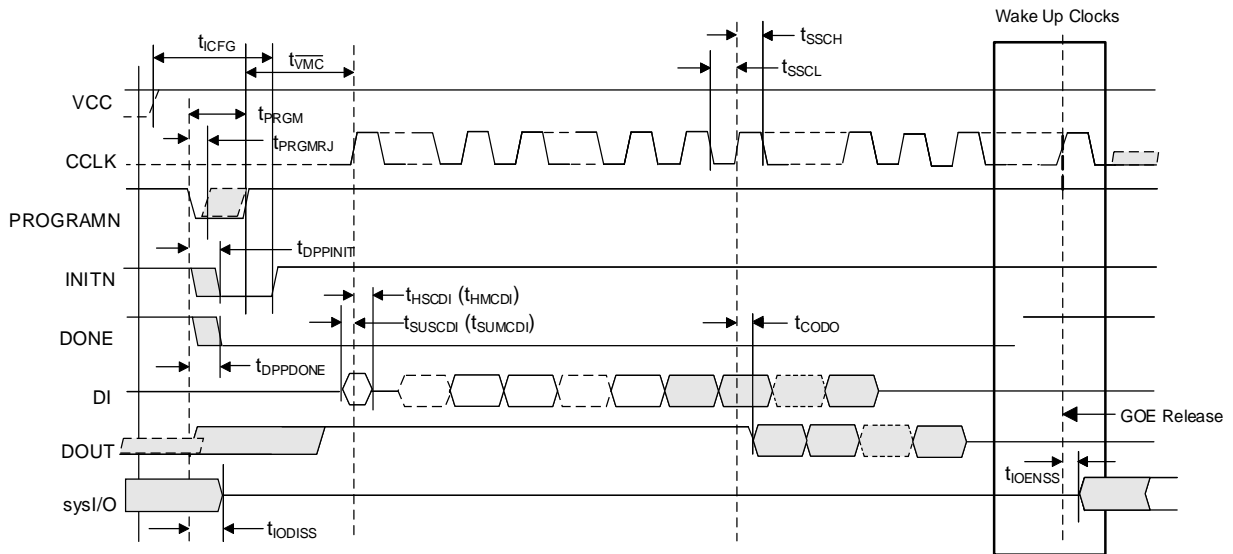 Wake Up Clocks
tICFG
tVMC
tSSCH
tSSCL
VCC
tPRGM
tPRGMRJ
CCLK
PROGRAMN
tDPPINIT
INITN
tHSCDI (tHMCDI)
tSUSCDI (tSUMCDI)
tCODO
DONE
tDPPDONE
DI
GOE Release
DOUT
tIOENSS
sysI/O
tIODISS